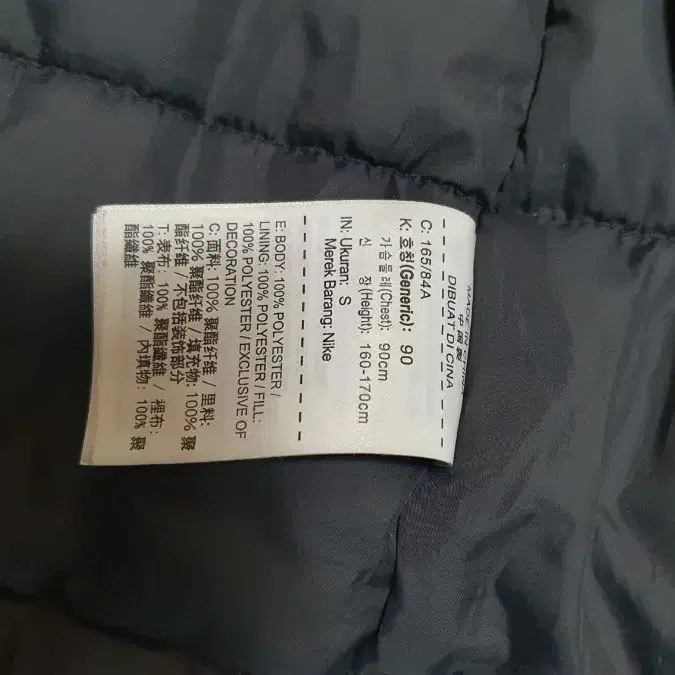 MADE IN CHINA
中國製
DIBUAT DI CINA
C: 165/84A
K: 호칭(Generic): 90
가슴둘레(Chest): 90cm
신 장(Height): 160-170cm
IN: Ukuran: S
Merek Barang: Nike
E: BODY: 100% POLYESTER /
LINING: 100% POLYESTER / FILL:
100% POLYESTER / EXCLUSIVE OF
DECORATION
C: 面料: 100% 聚酯纤维 / 里料:
100% 聚酯纤维 / 填充物: 100% 聚
酯纤维 / 不包括装饰部分
T: 表布: 100% 聚酯纖維 / 裡布:
100% 聚酯纖維 / 內填物: 100% 聚
酯纖維